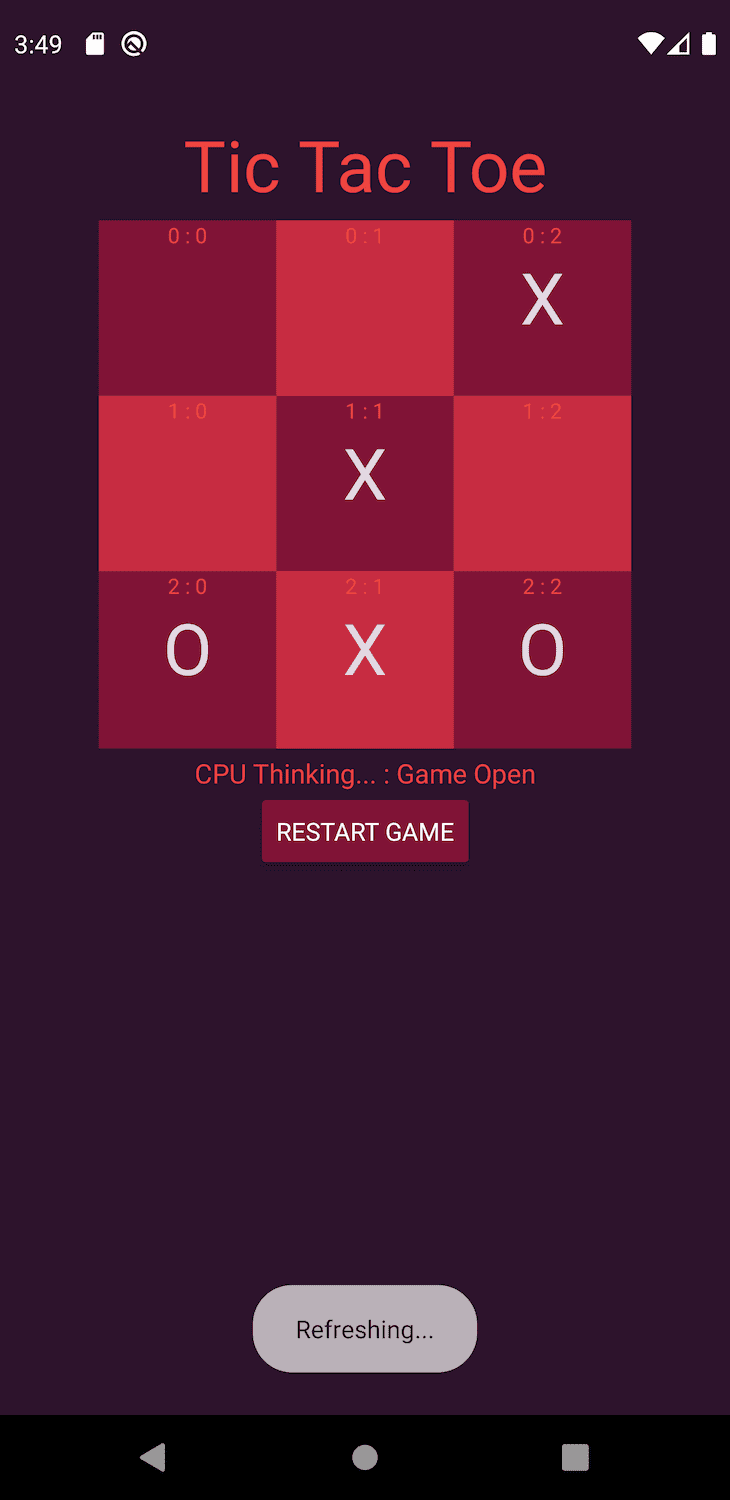 3:49
Tic Tac Toe
0 : 0 0 : 1 0 : 2
X
1 : 0 1 : 1 1 : 2
X
2 : 0 2 : 1 2 : 2
O X O
CPU Thinking... : Game Open
RESTART GAME
Refreshing...